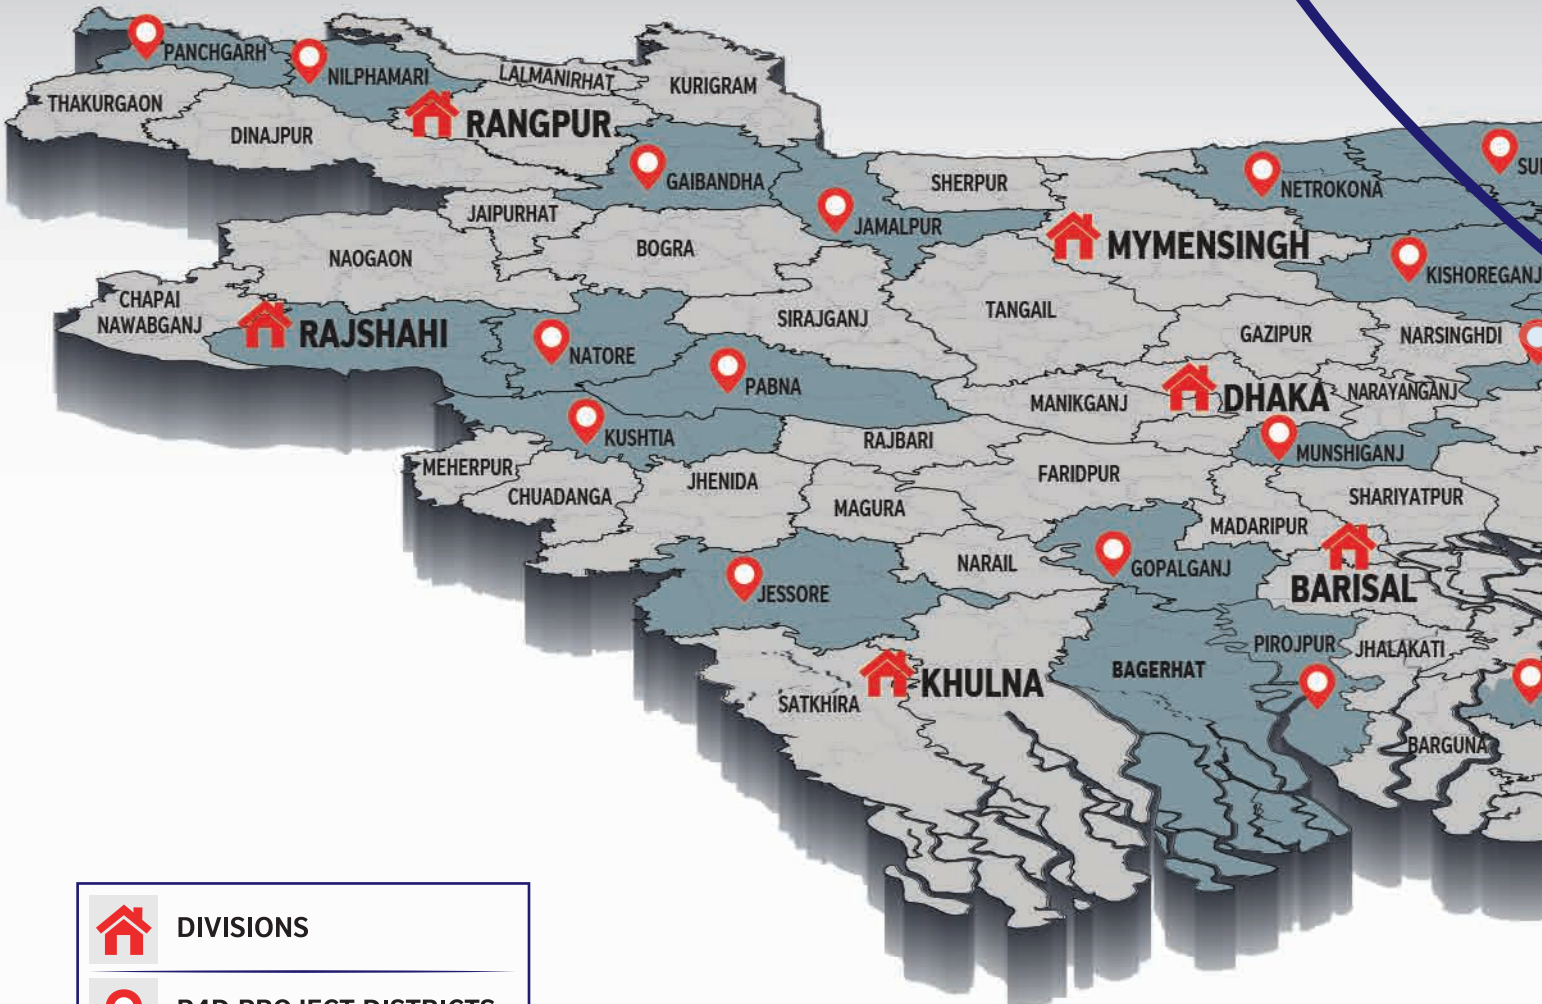 PANCHGARH
NILPHAMARI
LALMANIRHAT
KURIGRAM
THAKURGAON
DINAJPUR
RANGPUR
GAIBANDHA
SHERPUR
NETROKONA
JAIPURHAT
JAMALPUR
NAOGAON
BOGRA
MYMENSINGH
KISHOREGANJ
CHAPAI
NAWABGANJ
RAJSHAHI
SIRAJGANJ
TANGAIL
GAZIPUR
NARSINGHDI
NATORE
PABNA
MANIKGANJ
DHAKA
NARAYANGANJ
KUSHTIA
RAJBARI
MUNSHIGANJ
MEHERPUR
CHUADANGA
JHENIDA
MAGURA
FARIDPUR
SHARIYATPUR
MADARIPUR
JESSORE
NARAIL
GOPALGANJ
BARISAL
PIROJPUR
JHALAKATI
BAGERHAT
SATKHIRA
KHULNA
BARGUNA
DIVISIONS
PROJECT DISTRICTS